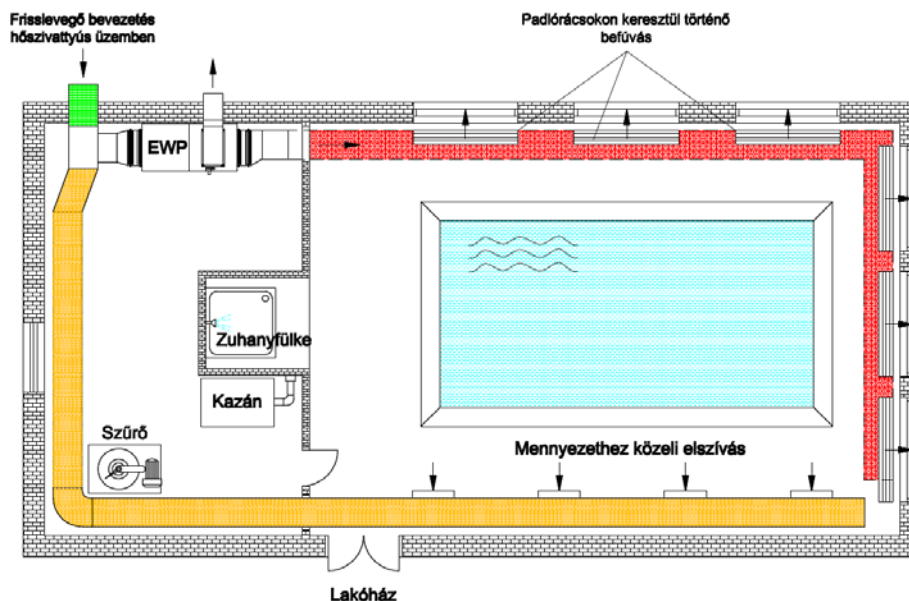 Frisslevegő bevezetés
hőszivattyús üzemben
Padlórácsokon keresztül történő
befúvás
EWP
Zuhanyfülke
Kazán
Szűrő
Mennyezethez közeli elszívás
Lakóház